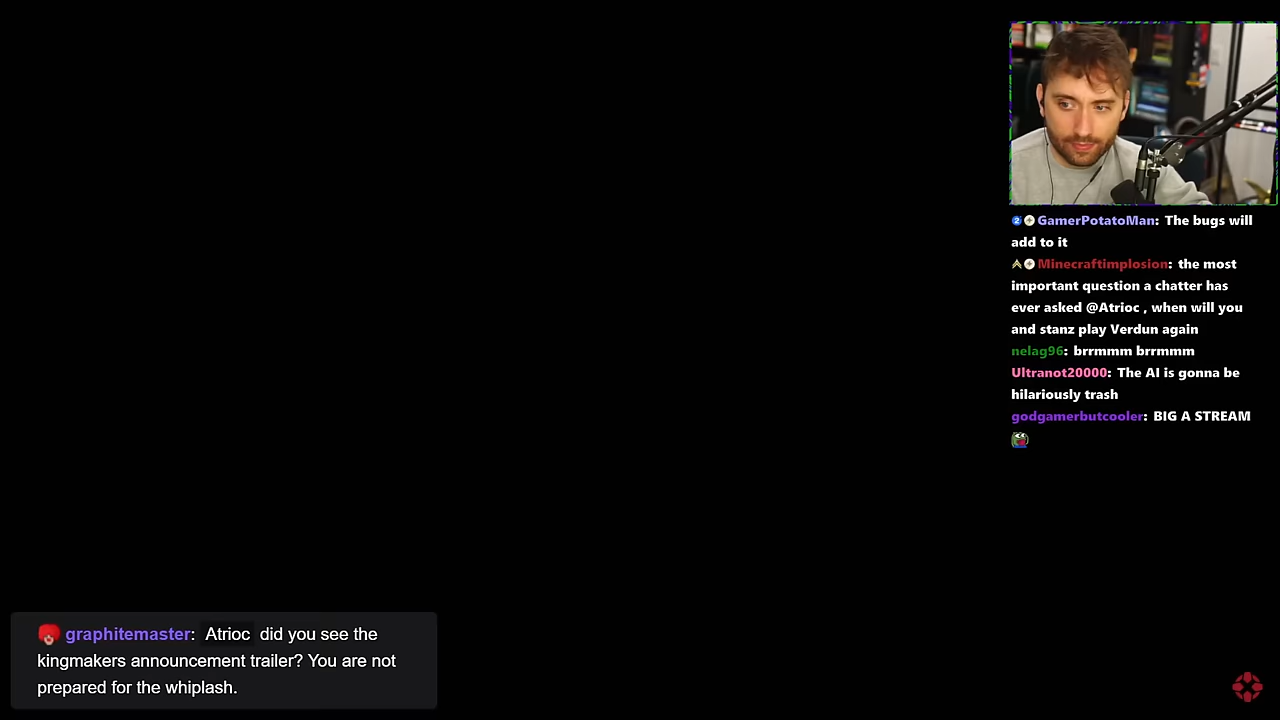 GamerPotatoMan: The bugs will
add to it
Minecraftimplosion: the most
important question a chatter has
ever asked @Atrioc , when will you
and stanz play Verdun again
nelag96: brrmmm brrmmm
Ultranot20000: The AI is gonna be
hilariously trash
godgamerbutcooler: BIG A STREAM
graphitemaster: Atrioc did you see the
kingmakers announcement trailer? You are not
prepared for the whiplash.